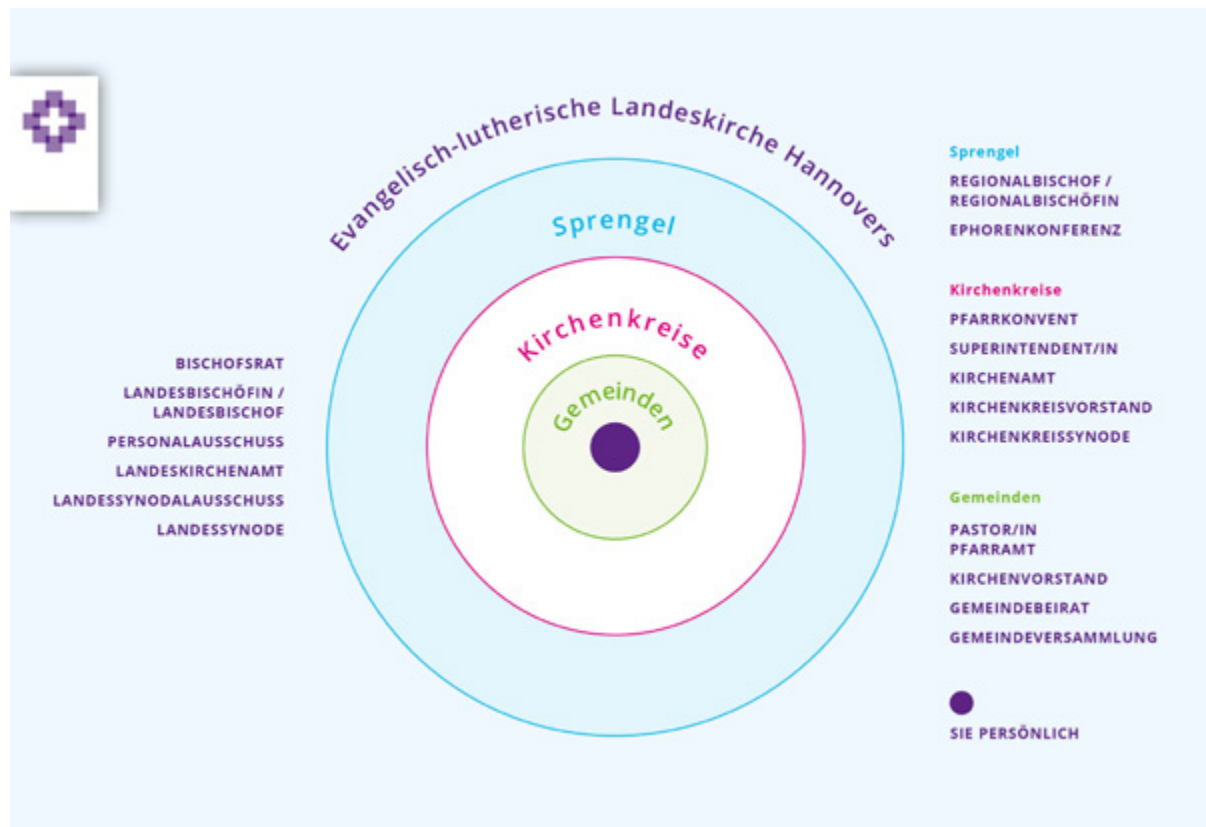 Evangelisch-lutherische Landeskirche Hannovers
Sprengel
Kirchenkreise
Gemeinden
BISCHOFSRAT
LANDESBISCHÖFIN /
LANDESBISCHOF
PERSONALAUSSCHUSS
LANDESKIRCHENAMT
LANDESSYNODALAUSSCHUSS
LANDESSYNODE
Sprengel
REGIONALBISCHOF /
REGIONALBISCHÖFIN
EPHORENKONFERENZ
Kirchenkreise
PFARRKONVENT
SUPERINTENDENT/IN
KIRCHENAMT
KIRCHENKREISVORSTAND
KIRCHENKREISSYNODE
Gemeinden
PASTOR/IN
PFARRAMT
KIRCHENVORSTAND
GEMEINDEBEIRAT
GEMEINDEVERSAMMLUNG
SIE PERSÖNLICH